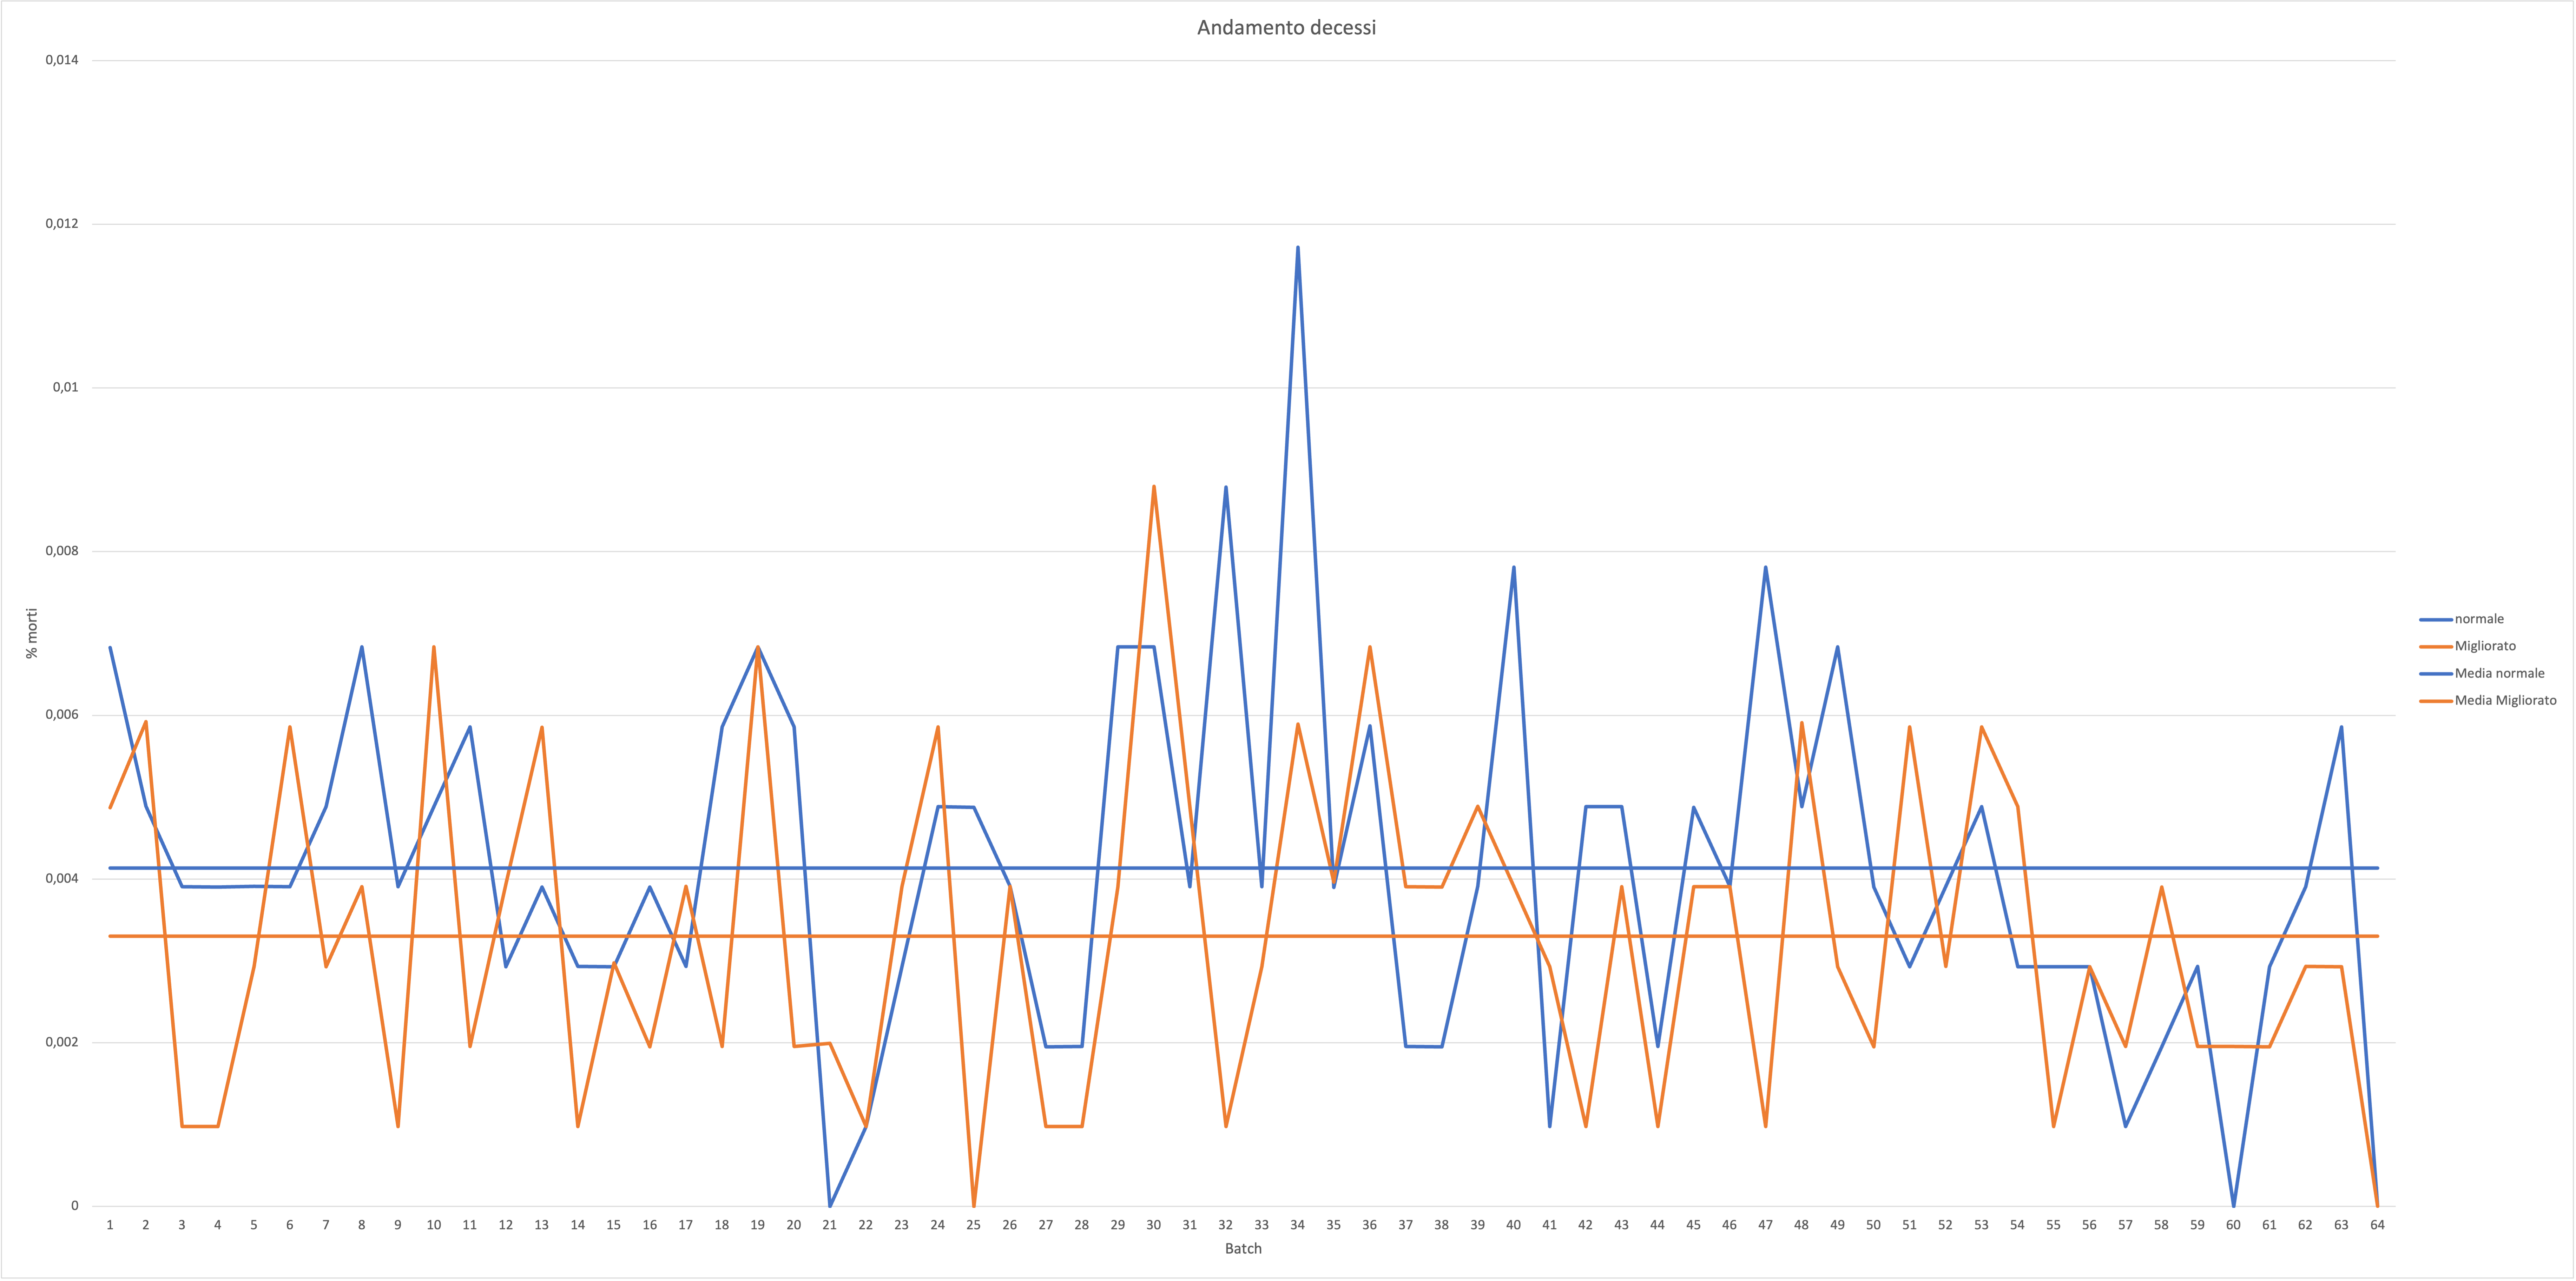 Andamento decessi
0,014
0,012
0,01
0,008
0,006
0,004
0,002
0
% morti
1 2 3 4 5 6 7 8 9 10 11 12 13 14 15 16 17 18 19 20 21 22 23 24 25 26 27 28 29 30 31 32 33 34 35 36 37 38 39 40 41 42 43 44 45 46 47 48 49 50 51 52 53 54 55 56 57 58 59 60 61 62 63 64
Batch
normale
Migliorato
Media normale
Media Migliorato